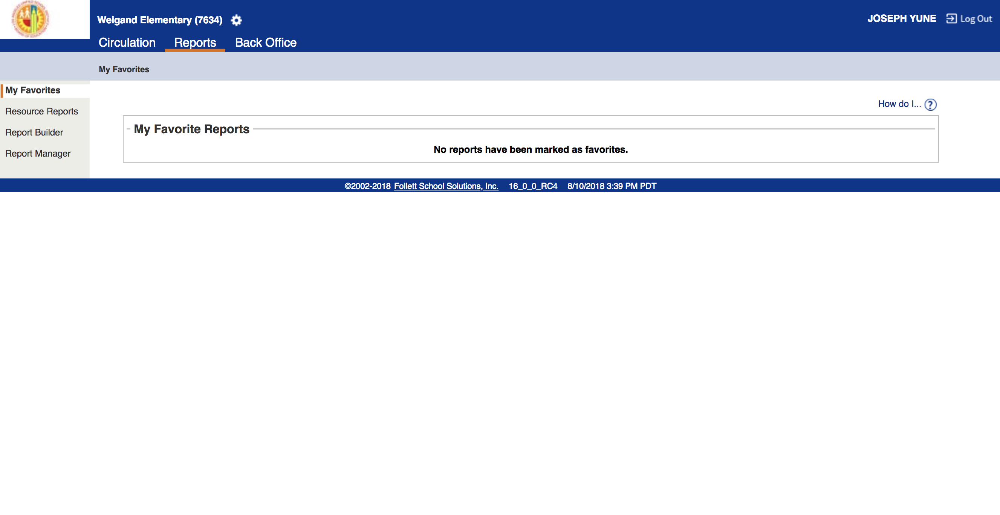 Weigand Elementary (7634)
JOSEPH YUNE Log Out
Circulation Reports Back Office
My Favorites
My Favorites
Resource Reports
Report Builder
Report Manager
How do I... ?
My Favorite Reports
No reports have been marked as favorites.
©2002-2018 Follett School Solutions, Inc. 16_0_0_RC4 8/10/2018 3:39 PM PDT